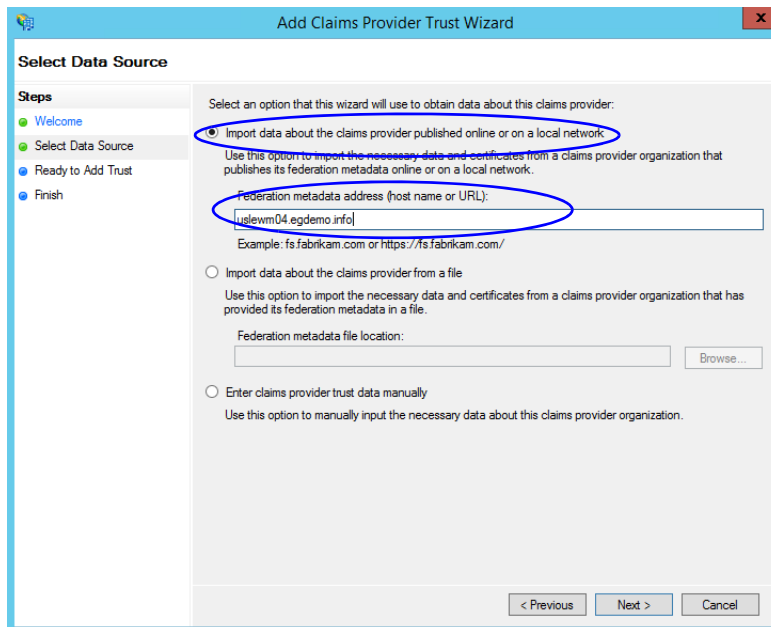 Add Claims Provider Trust Wizard
x
Select Data Source
Steps
Welcome
Select Data Source
Ready to Add Trust
Finish
Select an option that this wizard will use to obtain data about this claims provider:
Import data about the claims provider published online or on a local network
Use this option to import the necessary data and certificates from a claims provider organization that
publishes its federation metadata online or on a local network.
Federation metadata address (host name or URL):
uslewm04.egdemo.info
Example: fs.fabrikam.com or https://fs.fabrikam.com/
Import data about the claims provider from a file
Use this option to import the necessary data and certificates from a claims provider organization that has
provided its federation metadata in a file.
Federation metadata file location:
Browse...
Enter claims provider trust data manually
Use this option to manually input the necessary data about this claims provider organization.
< Previous
Next >
Cancel